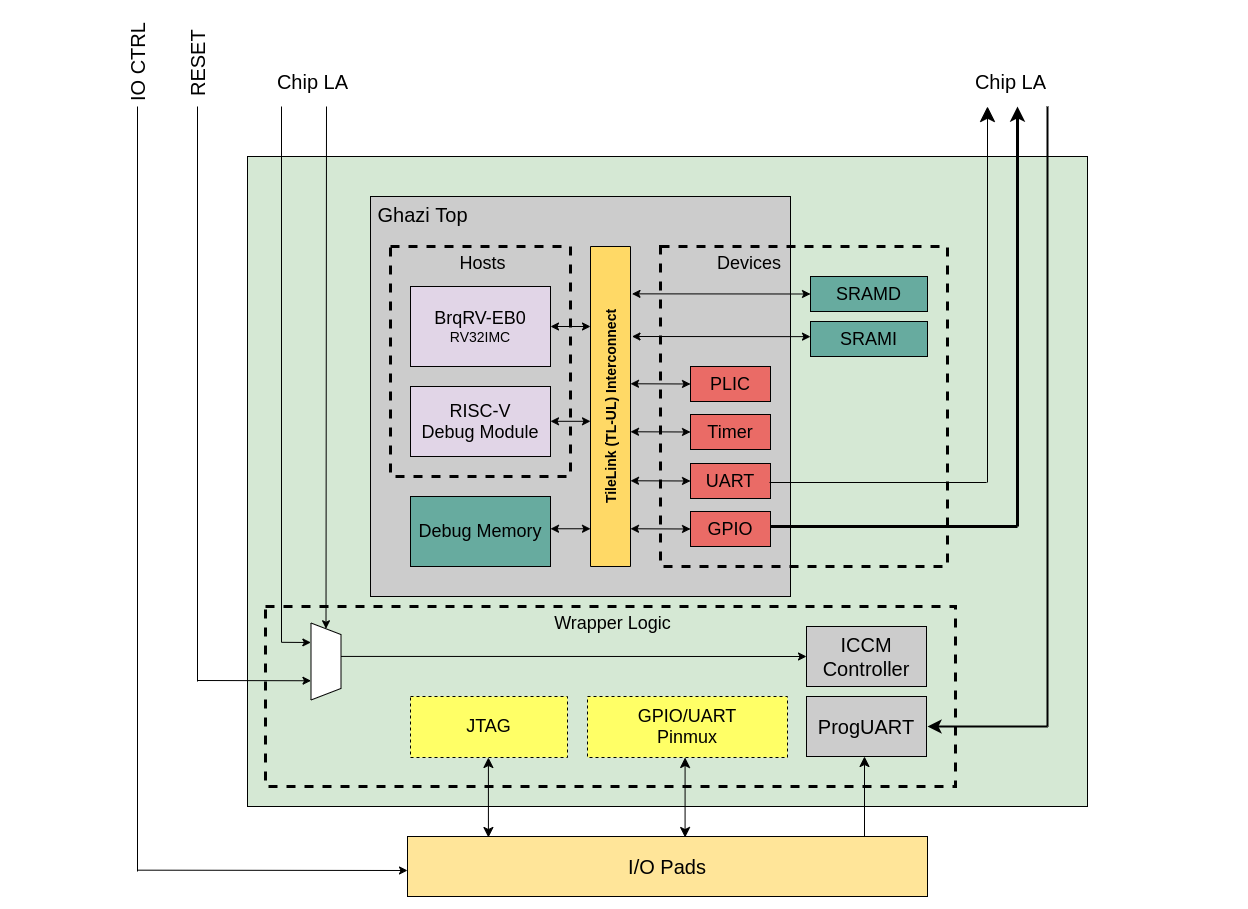 IO CTRL
RESET
Chip LA
Chip LA
Ghazi Top
Hosts
Devices
BrqRV-EB0
RV32IMC
RISC-V
Debug Module
Debug Memory
TileLink (TL-UL) Interconnect
SRAMD
SRAMI
PLIC
Timer
UART
GPIO
Wrapper Logic
ICCM
Controller
JTAG
GPIO/UART
Pinmux
ProgUART
I/O Pads